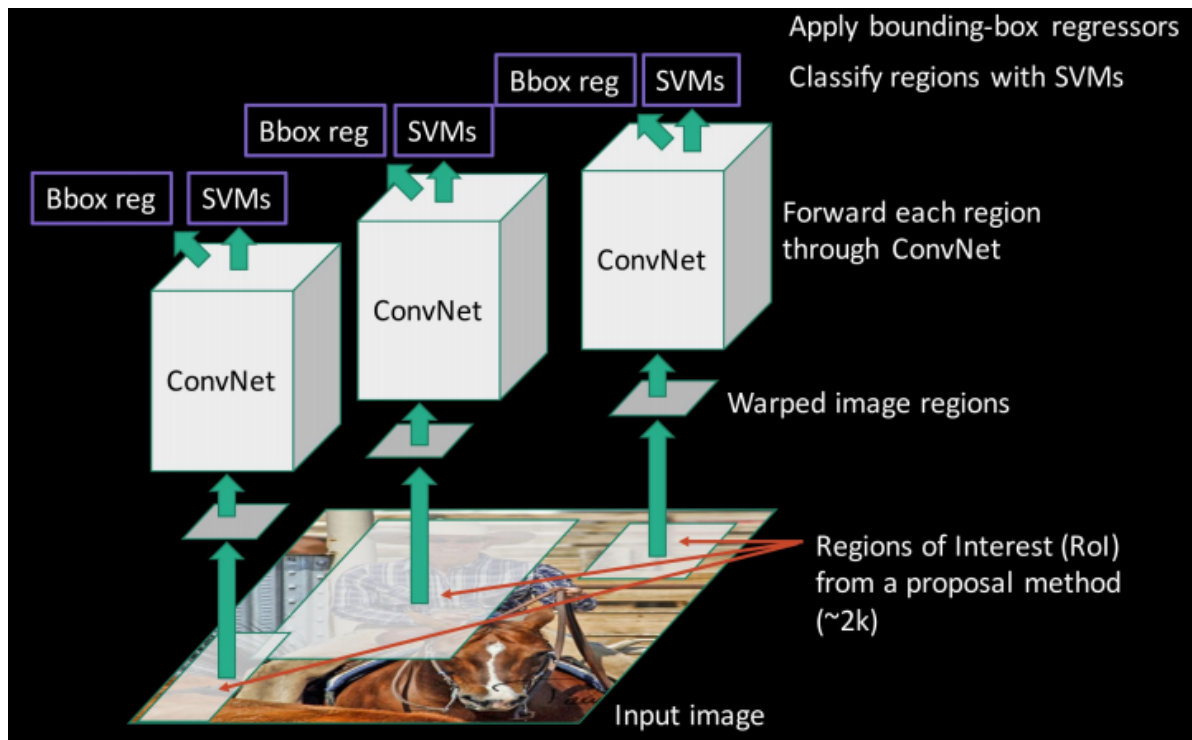 Apply bounding-box regressors
Bbox reg
SVMs
Classify regions with SVMs
Bbox reg
SVMs
Bbox reg
SVMs
Forward each region
through ConvNet
ConvNet
ConvNet
ConvNet
Warped image regions
Regions of Interest (RoI)
from a proposal method
(~2k)
Input image